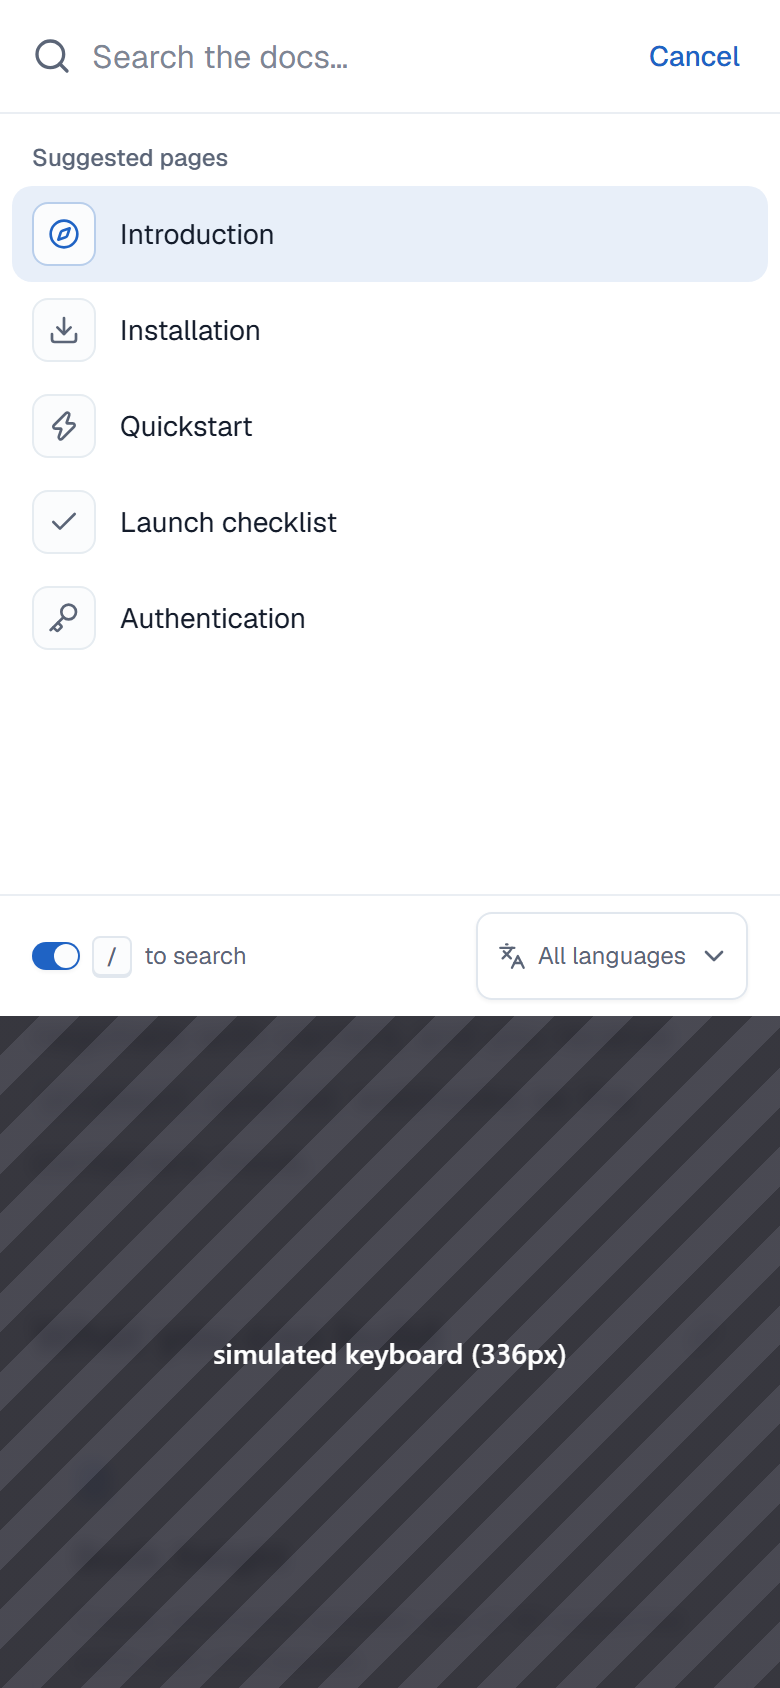 Search the docs...
Cancel
Suggested pages
Introduction
Installation
Quickstart
Launch checklist
Authentication
/ to search
All languages
simulated keyboard (336px)